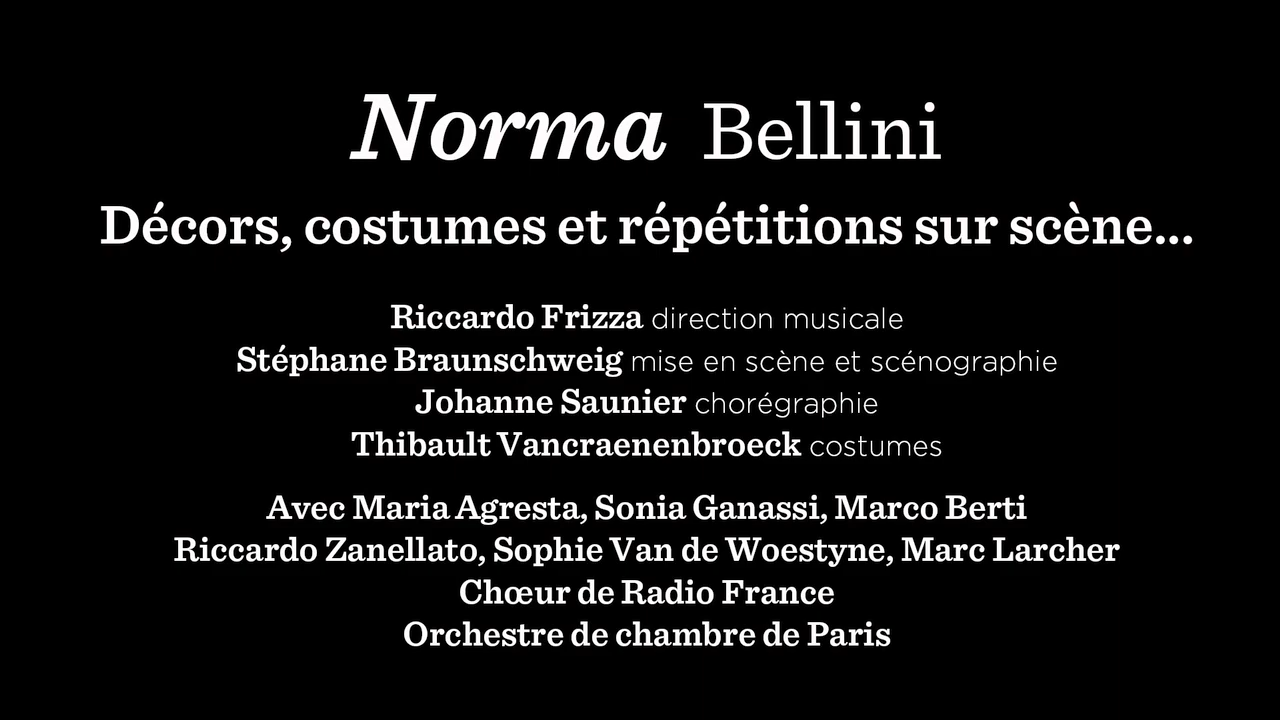 Norma Bellini
Décors, costumes et répétitions sur scène...
Riccardo Frizza direction musicale
Stéphane Braunschweig mise en scène et scénographie
Johanne Saunier chorégraphie
Thibault Vancraenenbroeck costumes
Avec Maria Agresta, Sonia Ganassi, Marco Berti
Riccardo Zanellato, Sophie Van de Woestyne, Marc Larcher
Chœur de Radio France
Orchestre de chambre de Paris